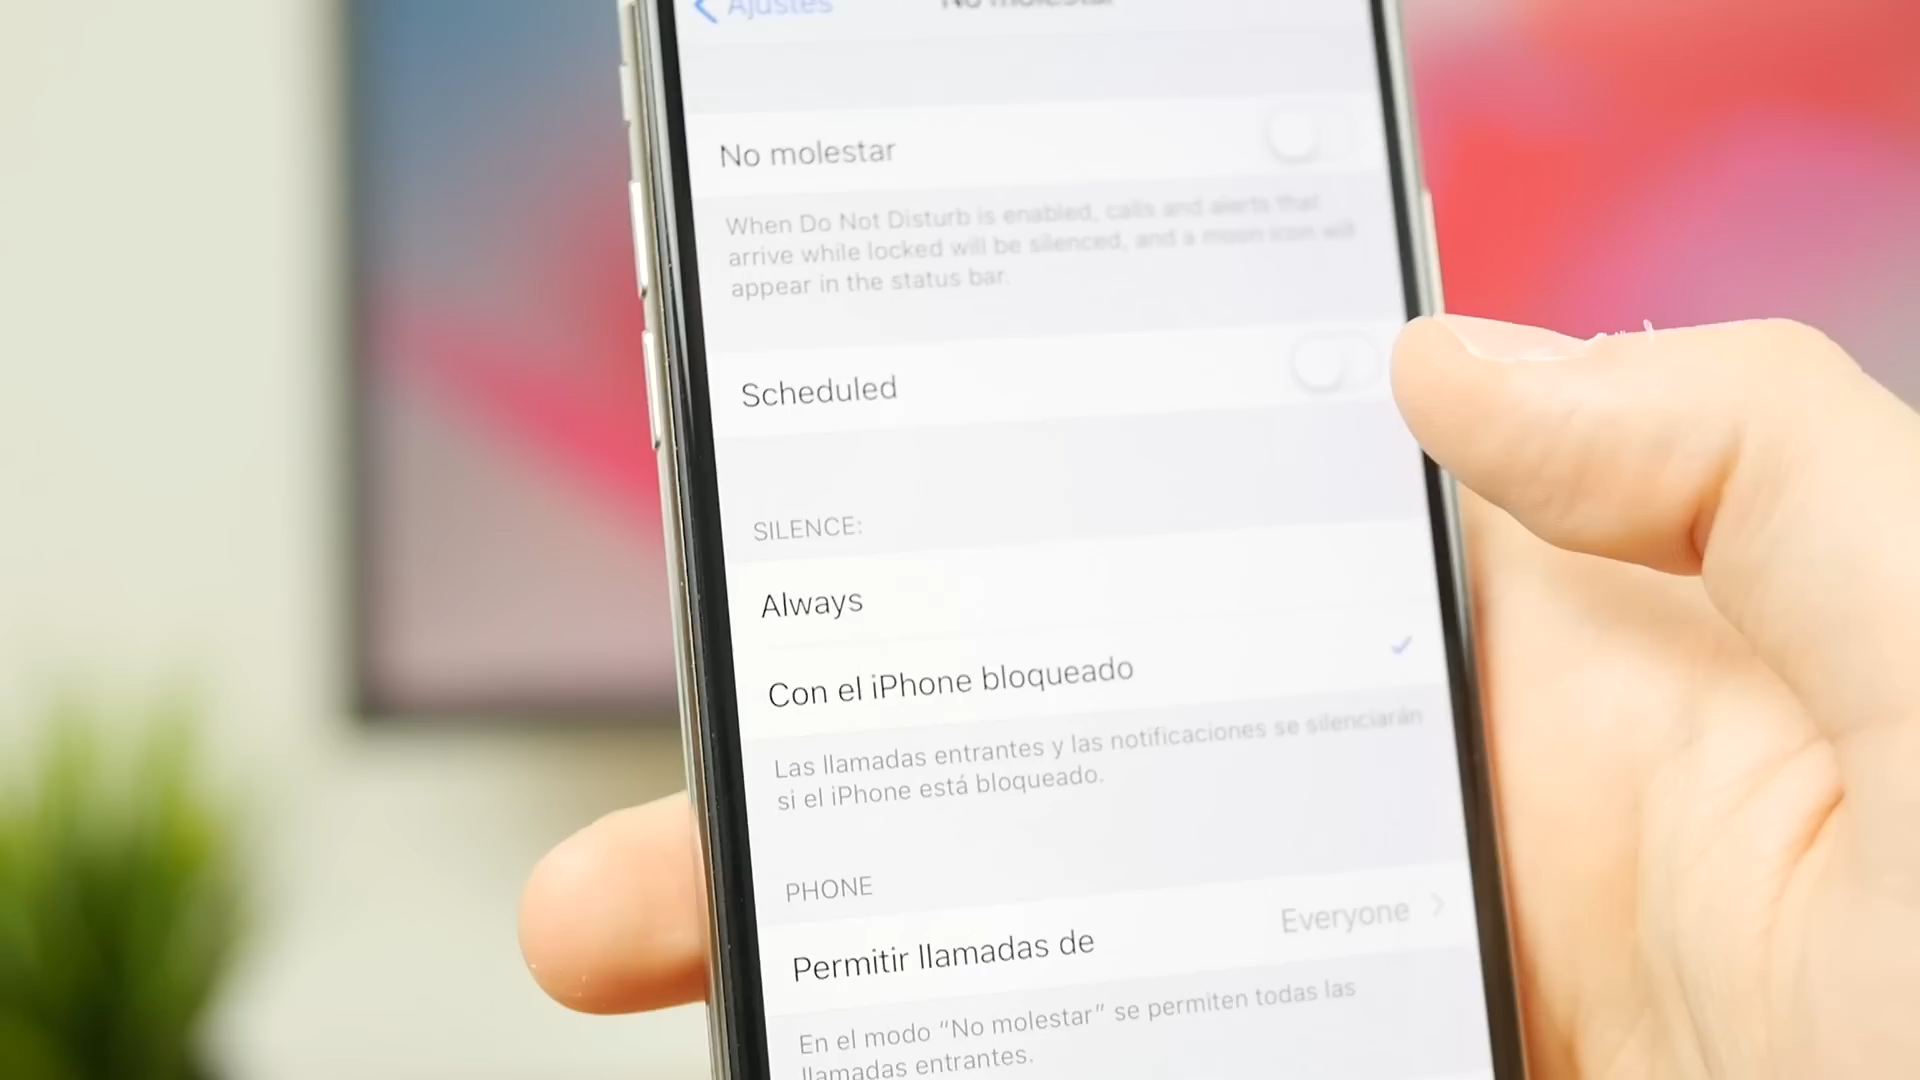 Ajustes
No molestar
No molestar
When Do Not Disturb is enabled, calls and alerts that
arrive while locked will be silenced, and a moon icon will
appear in the status bar.
Scheduled
SILENCE:
Always
Con el iPhone bloqueado
Las llamadas entrantes y las notificaciones se silenciarán
si el iPhone está bloqueado.
PHONE
Permitir llamadas de
Everyone
En el modo “No molestar” se permiten todas las
llamadas entrantes.